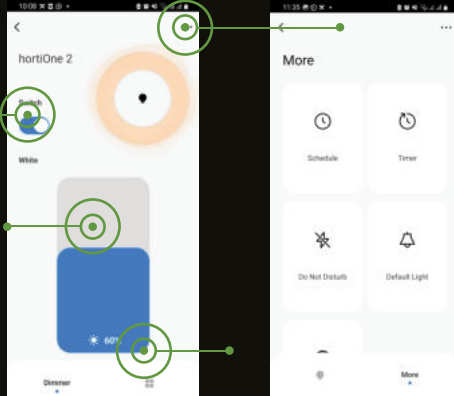 10:08
hortiOne 2
Switch
White
60%
Dimmer
11:35
More
Schedule
Timer
Do Not Disturb
Default Light
More